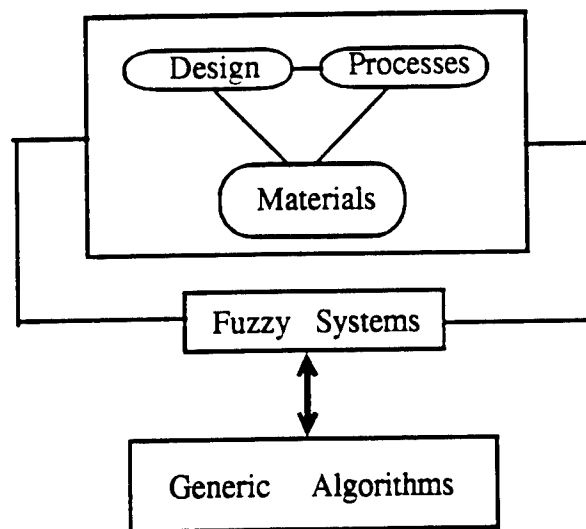 Design Processes
Materials
Fuzzy Systems
Generic Algorithms